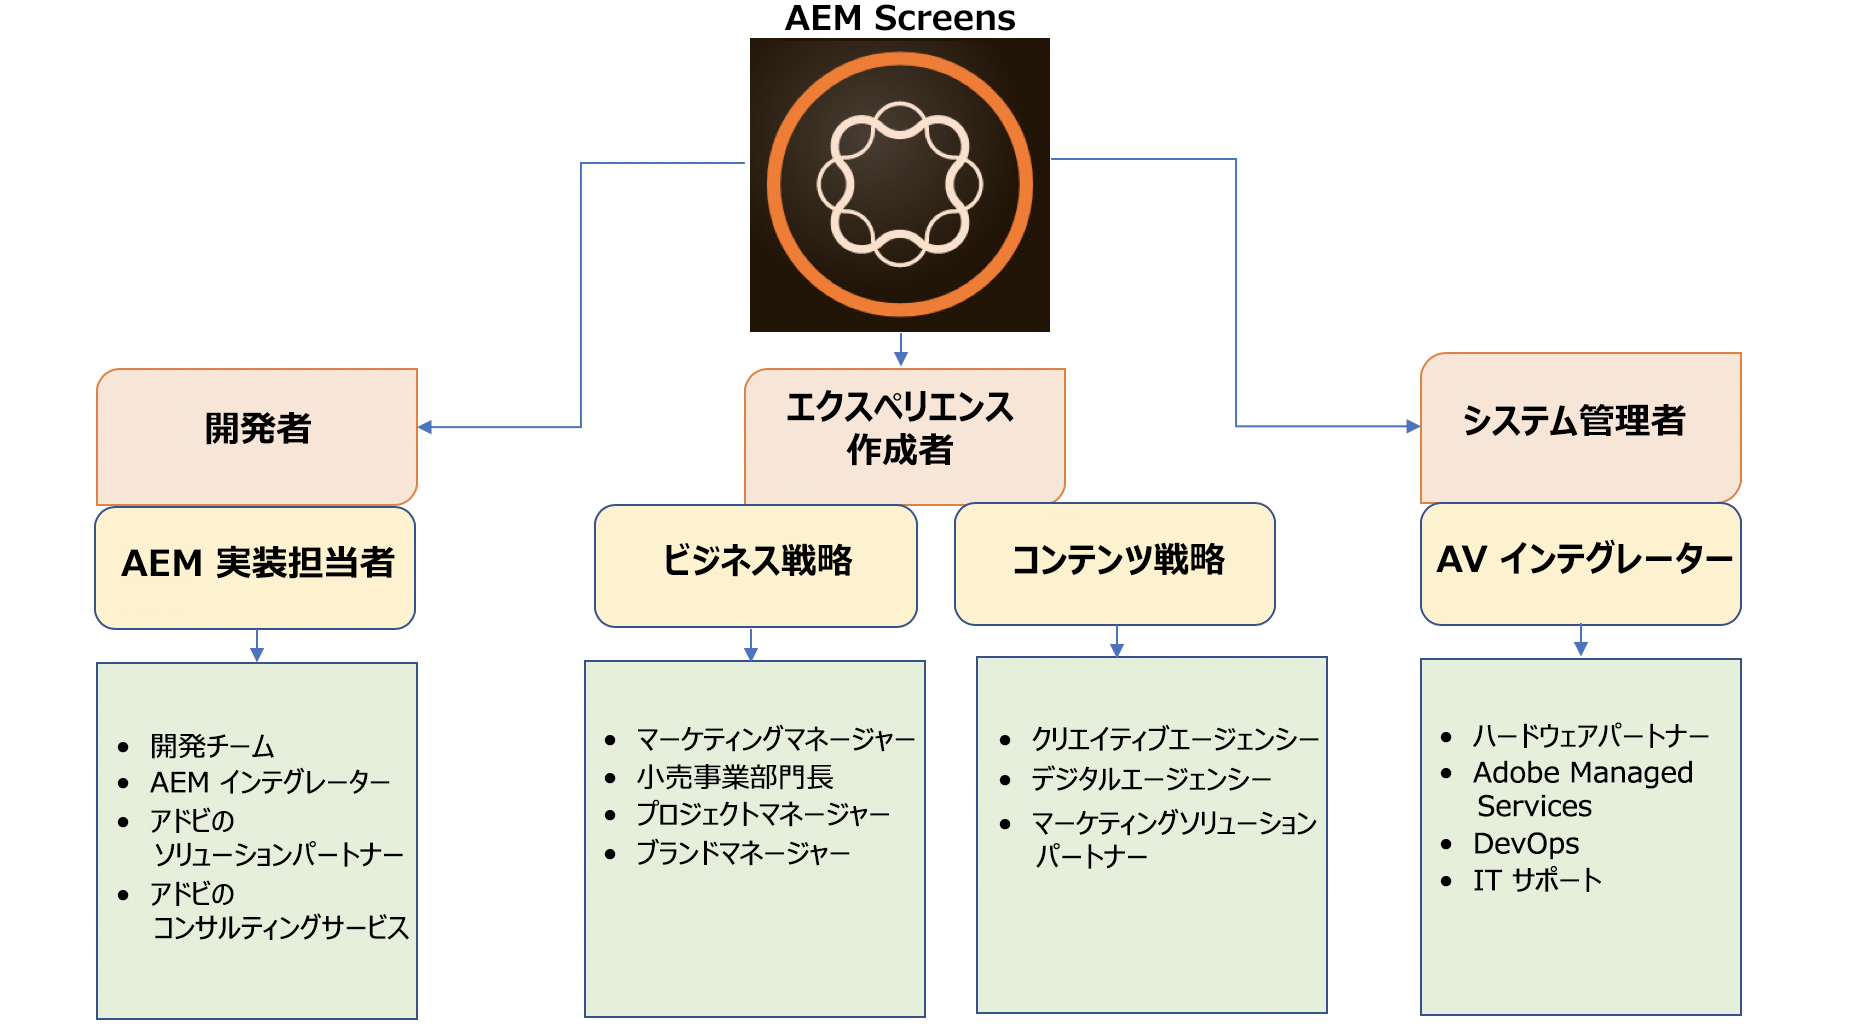 AEM Screens
開発者
エクスペリエンス
作成者
システム管理者
AEM 実装担当者
ビジネス戦略
コンテンツ戦略
AV インテグレーター
• 開発チーム
• AEM インテグレーター
• アドビの
ソリューションパートナー
• アドビの
コンサルティングサービス
• マーケティングマネージャー
• 小売事業部門長
• プロジェクトマネージャー
• ブランドマネージャー
• クリエイティブエージェンシー
• デジタルエージェンシー
• マーケティングソリューション
パートナー
• ハードウェアパートナー
• Adobe Managed
Services
• DevOps
• IT サポート